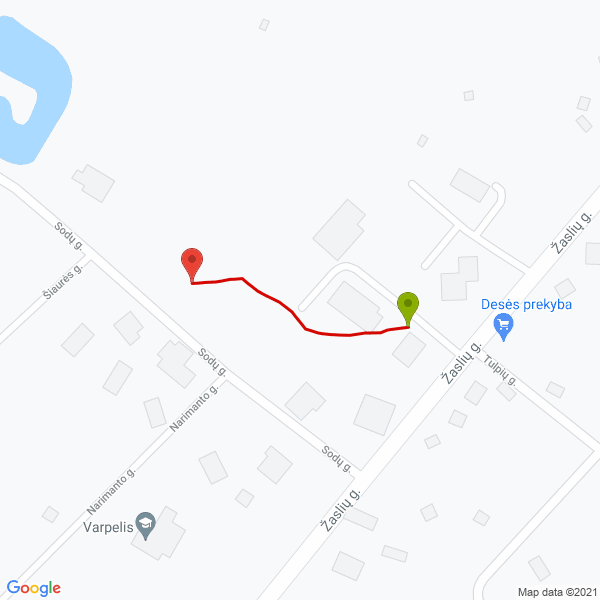 Žaslių g.
Sodų g.
Šiaurės g.
Desės prekyba
Žaslių g.
Tulpių g.
Sodų g.
Narimanto g.
Sodų g.
Narimanto g.
Žaslių g.
Varpelis
Google
Map data ©2021